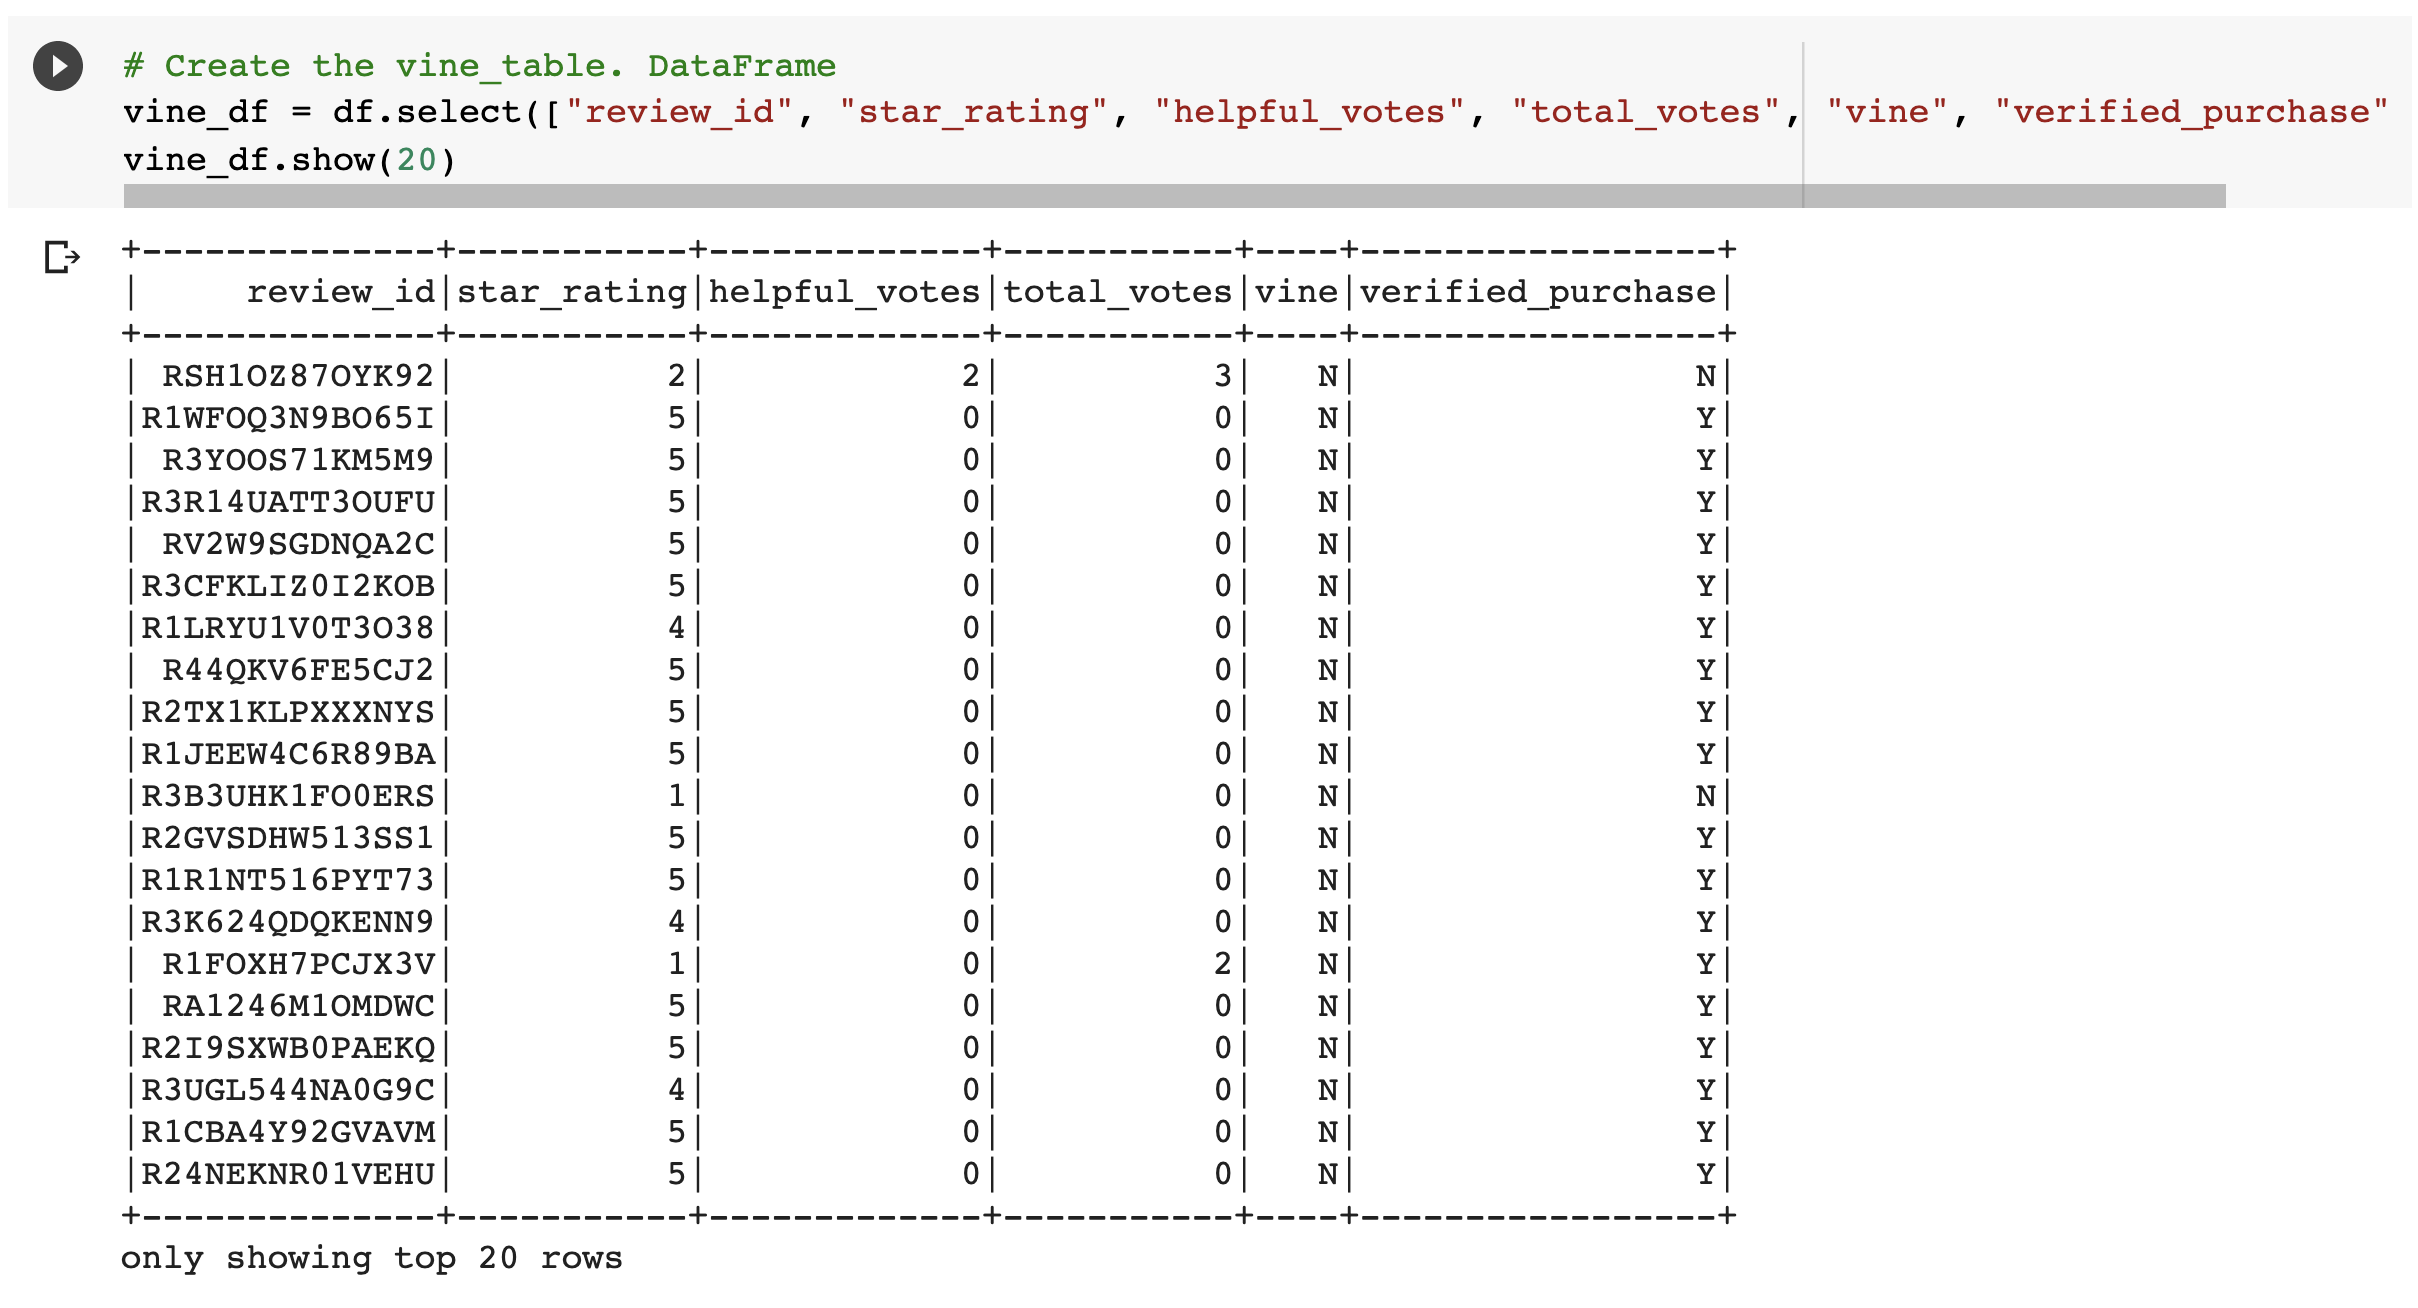 # Create the vine_table. DataFrame
vine_df = df.select(["review_id", "star_rating", "helpful_votes", "total_votes", "vine", "verified_purchase"
vine_df.show(20)
+--------------+-----------+-------------+-----------+----+-----------------+
|     review_id|star_rating|helpful_votes|total_votes|vine|verified_purchase|
+--------------+-----------+-------------+-----------+----+-----------------+
| RSH1OZ87OYK92|          2|            2|          3|   N|                N|
|R1WFOQ3N9BO65I|          5|            0|          0|   N|                Y|
| R3YOOS71KM5M9|          5|            0|          0|   N|                Y|
|R3R14UATT3OUFU|          5|            0|          0|   N|                Y|
| RV2W9SGDNQA2C|          5|            0|          0|   N|                Y|
|R3CFKLIZ0I2KOB|          5|            0|          0|   N|                Y|
|R1LRYU1V0T3O38|          4|            0|          0|   N|                Y|
| R44QKV6FE5CJ2|          5|            0|          0|   N|                Y|
|R2TX1KLPXXXNYS|          5|            0|          0|   N|                Y|
|R1JEEW4C6R89BA|          5|            0|          0|   N|                Y|
|R3B3UHK1FO0ERS|          1|            0|          0|   N|                N|
|R2GVSDHW513SS1|          5|            0|          0|   N|                Y|
|R1R1NT516PYT73|          5|            0|          0|   N|                Y|
|R3K624QDQKENN9|          4|            0|          0|   N|                Y|
| R1FOXH7PCJX3V|          1|            0|          2|   N|                Y|
| RA1246M1OMDWC|          5|            0|          0|   N|                Y|
|R2I9SXWB0PAEKQ|          5|            0|          0|   N|                Y|
|R3UGL544NA0G9C|          4|            0|          0|   N|                Y|
|R1CBA4Y92GVAVM|          5|            0|          0|   N|                Y|
|R24NEKNR01VEHU|          5|            0|          0|   N|                Y|
+--------------+-----------+-------------+-----------+----+-----------------+
only showing top 20 rows